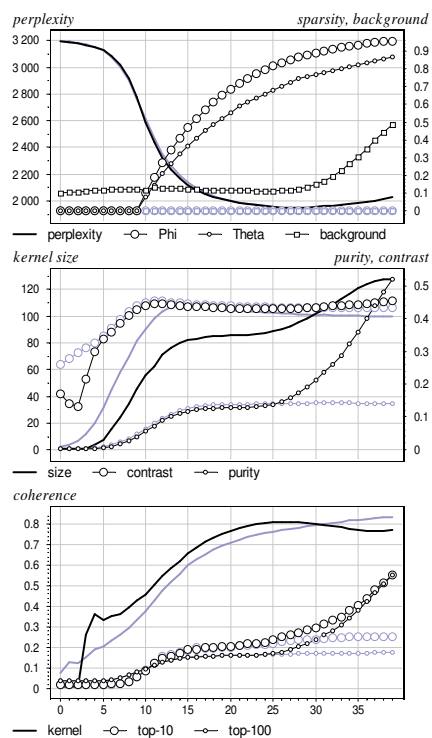 perplexity sparsity, background
3 200 0.9
3 000 0.8
2 800 0.7
2 600 0.6
0.5
2 400 0.4
0.3
2 200 0.2
0.1
2 000 0
perplexity Phi Theta background
kernel size purity, contrast
120 0.5
100 0.4
80 0.3
60
40 0.2
20 0.1
0 0
size contrast purity
coherence
0.8
0.7
0.6
0.5
0.4
0.3
0.2
0.1
0
0 5 10 15 20 25 30 35
kernel top-10 top-100